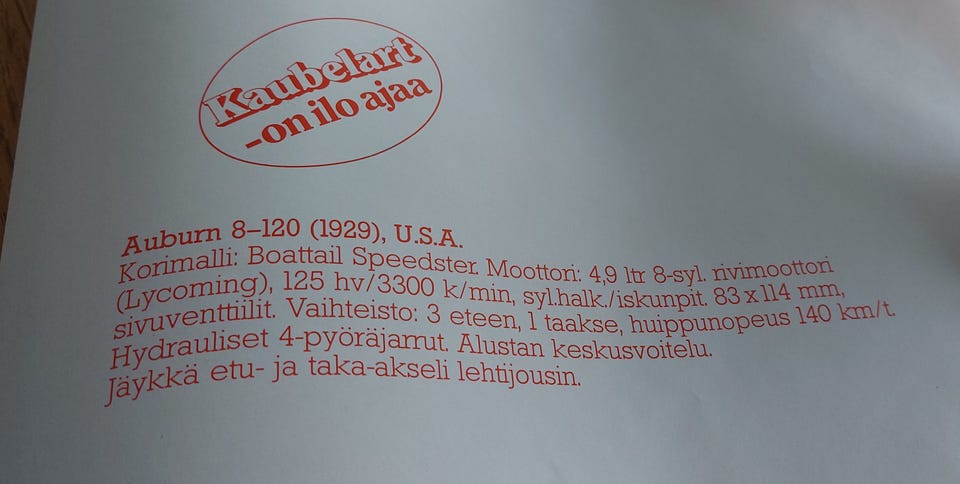 Kaubelart
-on ilo ajaa
Auburn 8–120 (1929), U.S.A.
Korimalli: Boattail Speedster. Moottori: 4,9 ltr 8-syl. rivimoottori
(Lycoming), 125 hv/3300 k/min, syl.halk./iskunpit. 83 x 114 mm,
sivuventtiilit. Vaihteisto: 3 eteen, 1 taakse, huippunopeus 140 km/t.
Hydrauliset 4-pyöräjarrut. Alustan keskusvoitelu.
Jäykkä etu- ja taka-akseli lehtijousin.